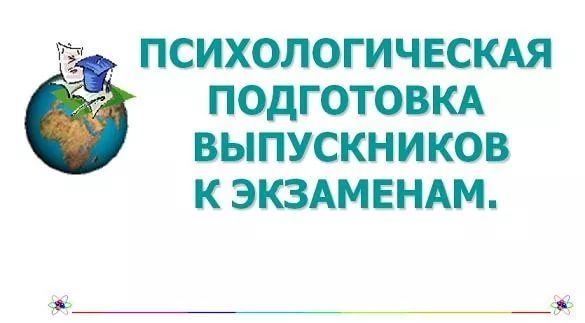 ПСИХОЛОГИЧЕСКАЯ
ПОДГОТОВКА
ВЫПУСКНИКОВ
К ЭКЗАМЕНАМ.